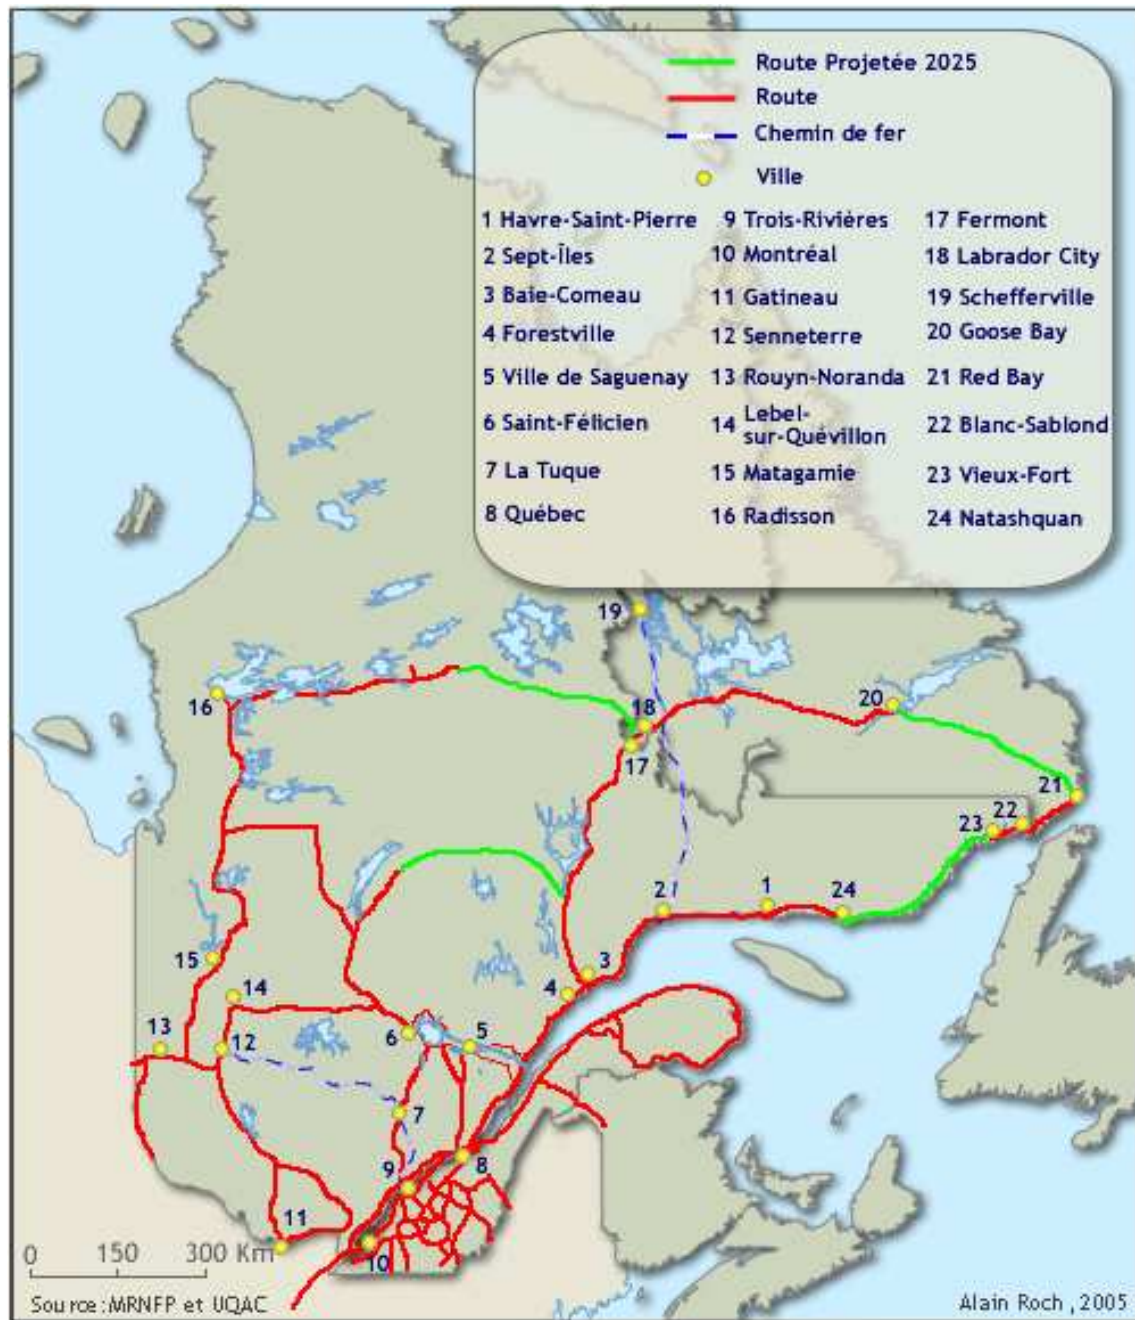 Route Projetée 2025
Route
Chemin de fer
Ville
1 Havre-Saint-Pierre
2 Sept-Îles
3 Baie-Comeau
4 Forestville
5 Ville de Saguenay
6 Saint-Félicien
7 La Tuque
8 Québec
9 Trois-Rivières
10 Montréal
11 Gatineau
12 Senneterre
13 Rouyn-Noranda
14 Lebel-
sur-Quévillon
15 Matagamie
16 Radisson
17 Fermont
18 Labrador City
19 Schefferville
20 Goose Bay
21 Red Bay
22 Blanc-Sablond
23 Vieux-Fort
24 Natashquan
19
16
18
20
17
21
23
22
2
1
24
15
3
14
4
13
12
6
5
7
9
8
11
10
0 150 300 Km
Source:MRNFP et UQAC
Alain Roch, 2005